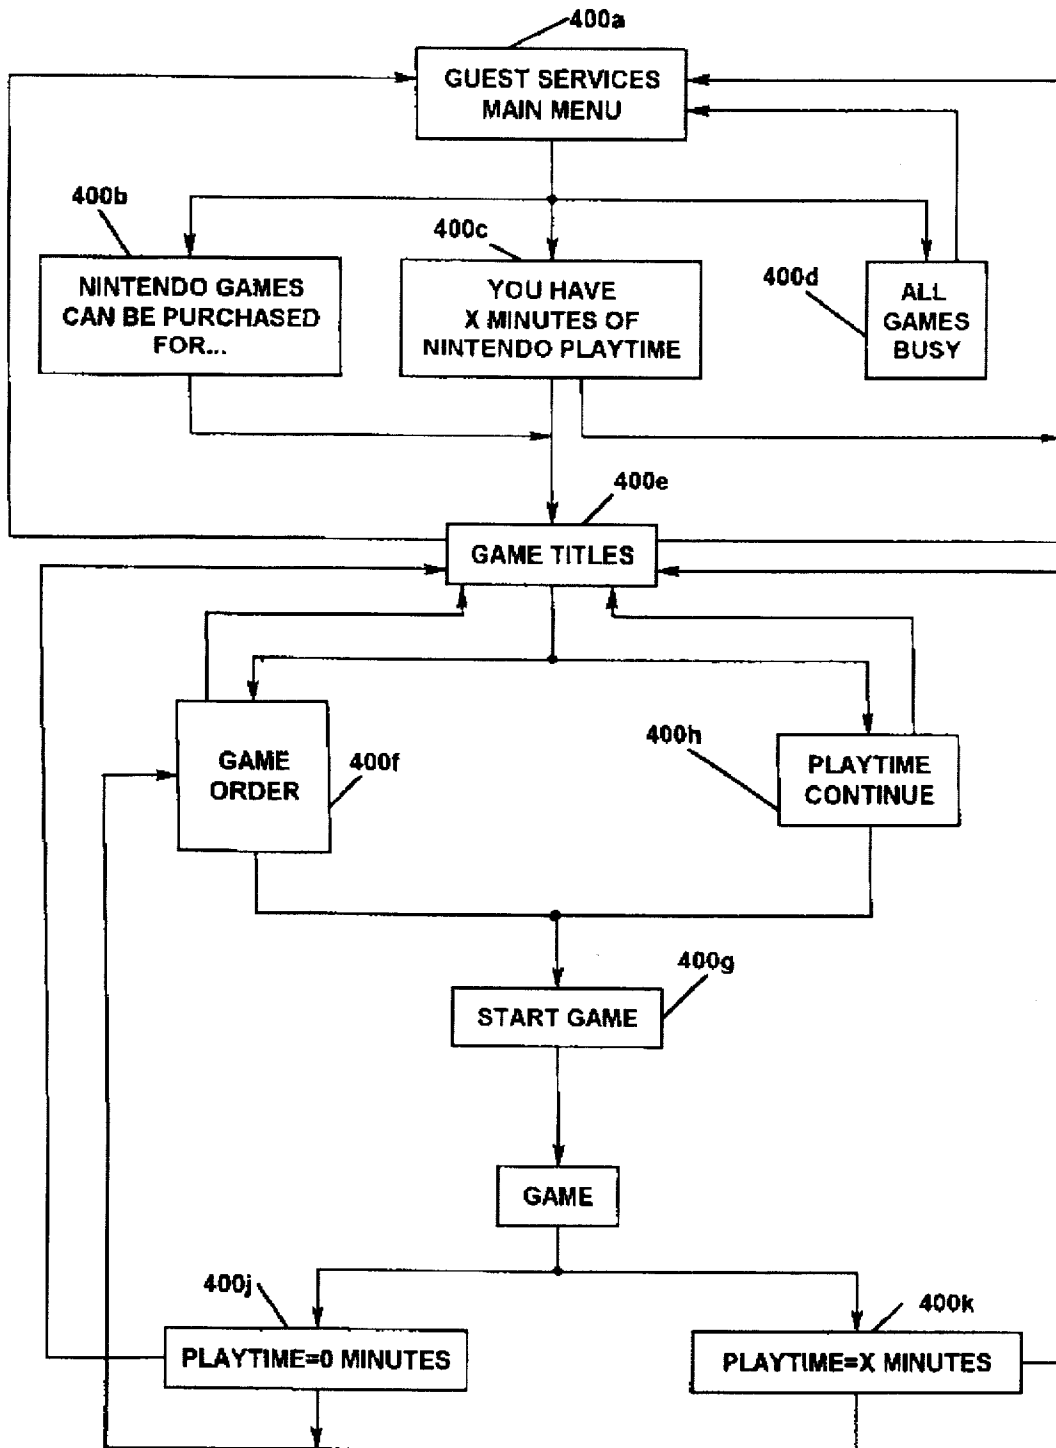 400a
GUEST SERVICES
MAIN MENU
400b
400c
400d
NINTENDO GAMES
CAN BE PURCHASED
FOR...
YOU HAVE
X MINUTES OF
NINTENDO PLAYTIME
ALL
GAMES
BUSY
400e
GAME TITLES
GAME
ORDER
400f
400h
PLAYTIME
CONTINUE
400g
START GAME
GAME
400j
400k
PLAYTIME=0 MINUTES
PLAYTIME=X MINUTES